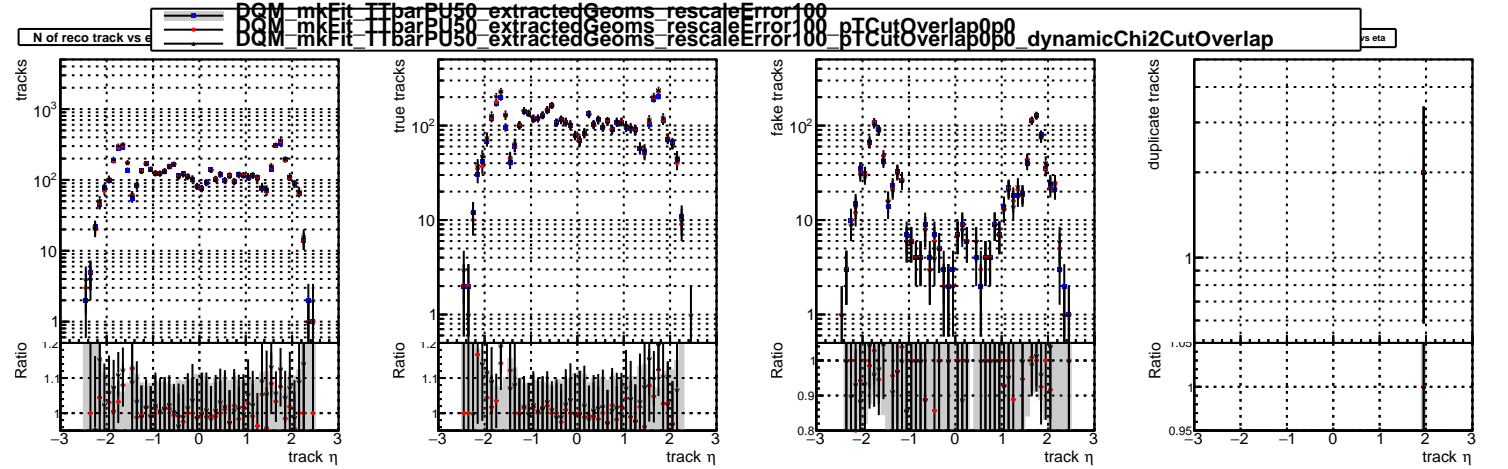 DQM_mkFit_TTbarPU50_extractedGeoms_rescaleError100
DQM_mkFit_TTbarPU50_extractedGeoms_rescaleError100_pTCutOverlap0p0
DQM_mkFit_TTbarPU50_extractedGeoms_rescaleError100_pTCutOverlap0p0_dynamicChi2CutOverlap
N of reco track vs e
vs eta
tracks
10³
10²
10
1
Ratio
1.2
1.1
1
−3 −2 −1 0 1 2 3
track η
true tracks
10²
10
1
Ratio
1.2
1.1
1
−3 −2 −1 0 1 2 3
track η
fake tracks
10²
10
1
Ratio
1
0.9
0.8
−3 −2 −1 0 1 2 3
track η
duplicate tracks
1
Ratio
1.05
1
0.95
−3 −2 −1 0 1 2 3
track η